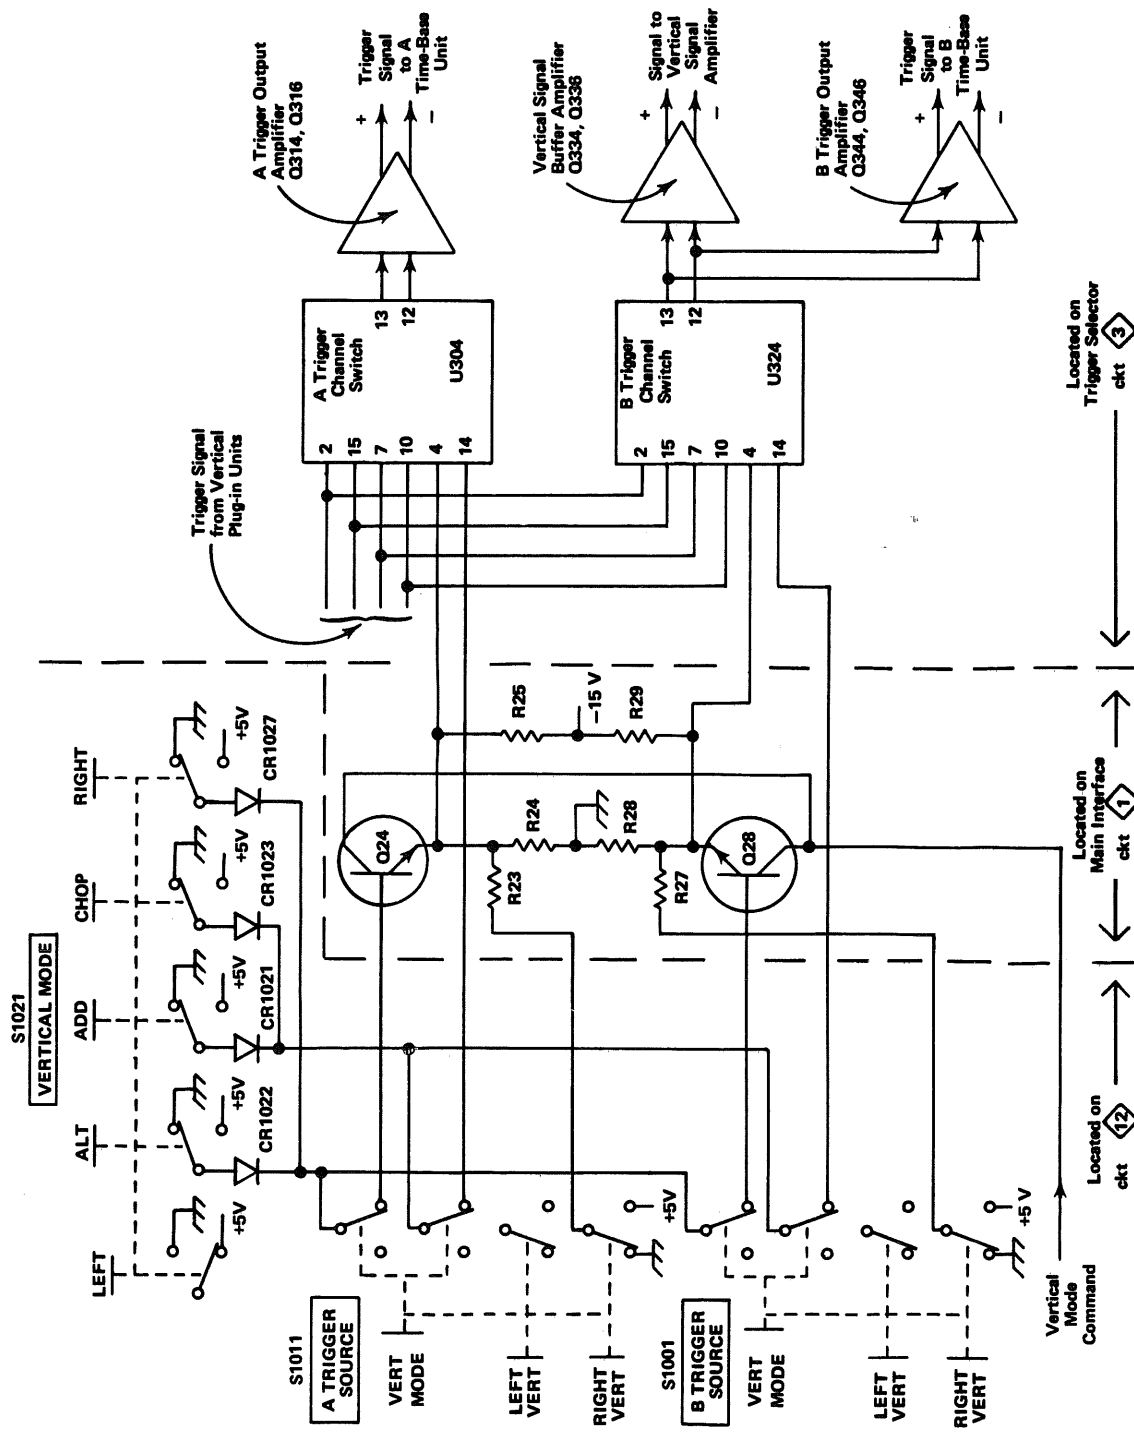 S1021
VERTICAL MODE
LEFT
ALT
ADD
CHOP
RIGHT
+5V
+5V
+5V
+5V
+5V
CR1022
CR1021
CR1023
CR1027
S1011
A TRIGGER
SOURCE
VERT
MODE
LEFT
VERT
RIGHT
VERT
+5V
S1001
B TRIGGER
SOURCE
VERT
MODE
LEFT
VERT
RIGHT
VERT
+5 V
Vertical
Mode
Command
Q24
R23
R24
R25
-15 V
R28
R29
R27
Q28
Trigger Signal
from Vertical
Plug-in Units
2
15
7
10
4
14
A Trigger
Channel
Switch
U304
13
12
A Trigger Output
Amplifier
Q314, Q316
+
-
Trigger
Signal
to A
Time-Base
Unit
2
15
7
10
4
14
B Trigger
Channel
Switch
U324
13
12
Vertical Signal
Buffer Amplifier
Q334, Q336
+
-
Signal to
Vertical
Signal
Amplifier
B Trigger Output
Amplifier
Q344, Q346
+
-
Trigger
Signal
to B
Time-Base
Unit
Located on
ckt 12
Located on
Main Interface
ckt 1
Located on
Trigger Selector
ckt 3